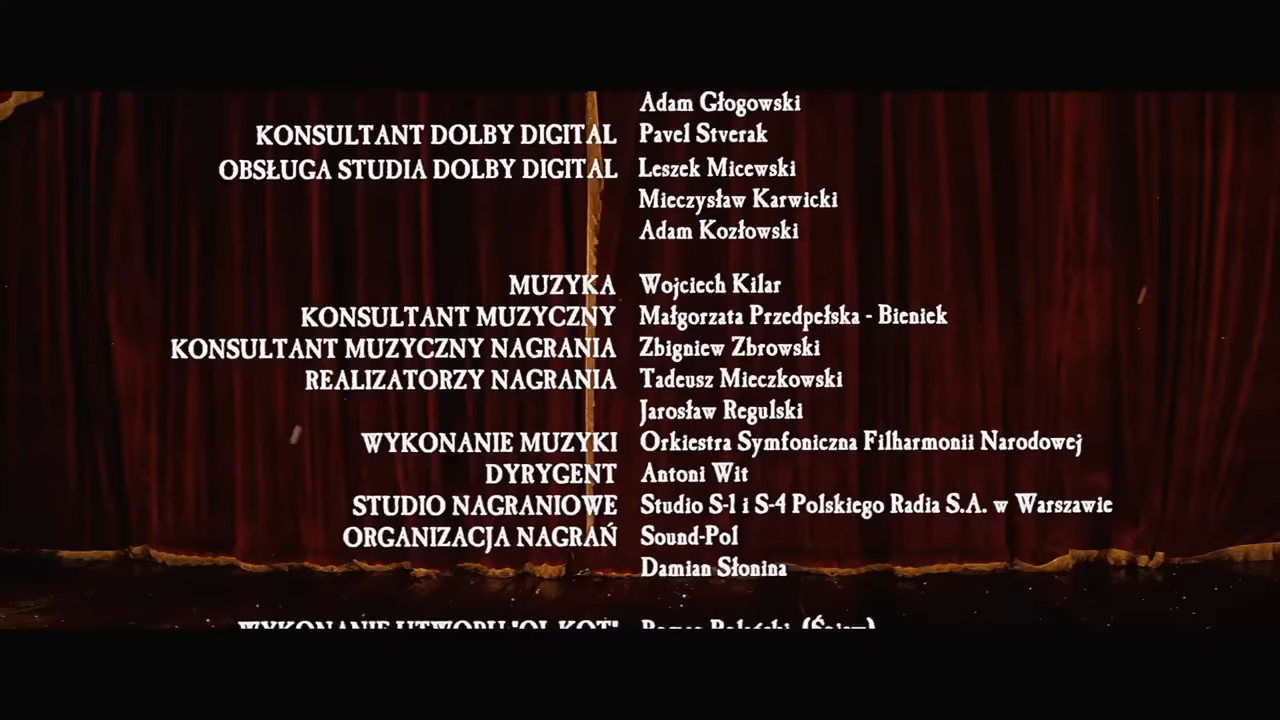 Adam Głogowski
KONSULTANT DOLBY DIGITAL Pavel Stverak
OBSŁUGA STUDIA DOLBY DIGITAL Leszek Micewski
Mieczysław Karwicki
Adam Kozłowski
MUZYKA Wojciech Kilar
KONSULTANT MUZYCZNY Małgorzata Przedpełska - Bieniek
KONSULTANT MUZYCZNY NAGRANIA Zbigniew Zbrowski
REALIZATORZY NAGRANIA Tadeusz Mieczkowski
Jarosław Regulski
WYKONANIE MUZYKI Orkiestra Symfoniczna Filharmonii Narodowej
DYRYGENT Antoni Wit
STUDIO NAGRANIOWE Studio S-1 i S-4 Polskiego Radia S.A. w Warszawie
ORGANIZACJA NAGRAŃ Sound-Pol
Damian Słonina
WYKONANIE UTWORU